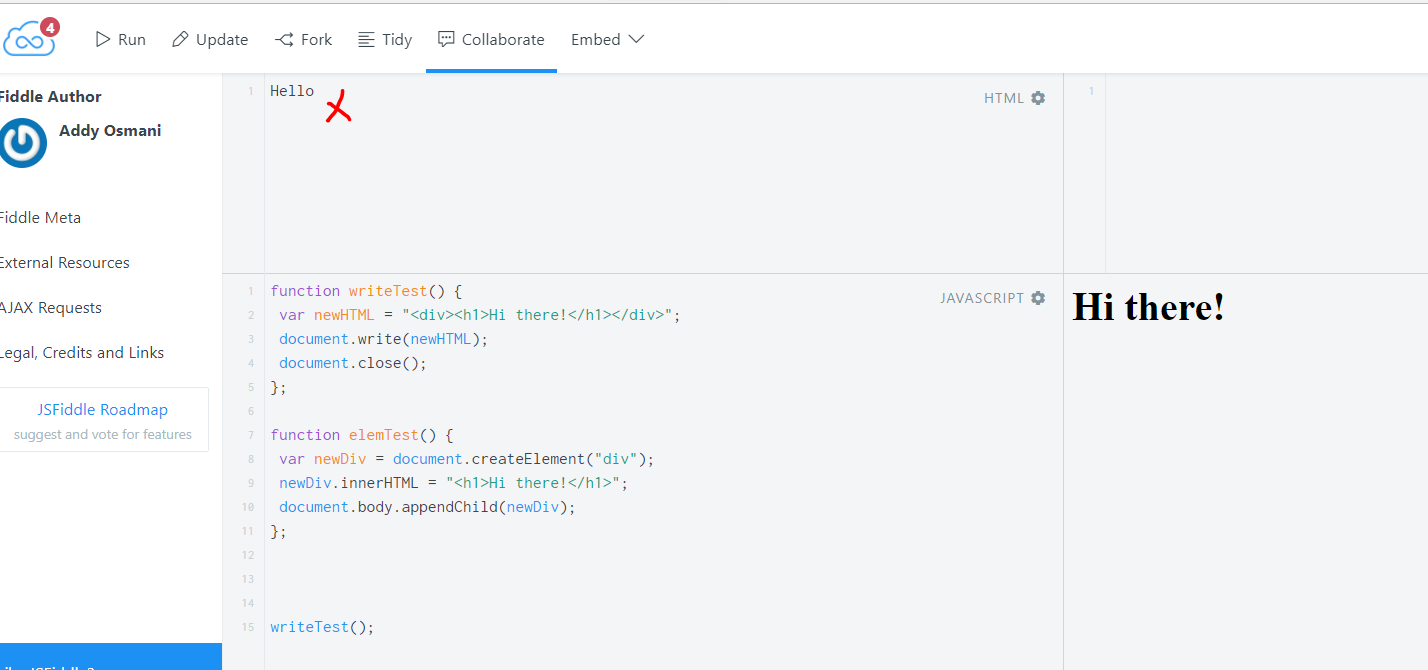 4
Run Update Fork Tidy Collaborate Embed
Fiddle Author
Addy Osmani
Fiddle Meta
External Resources
AJAX Requests
Legal, Credits and Links
JSFiddle Roadmap
suggest and vote for features
1 Hello
HTML
1
1 function writeTest() {
2 var newHTML = "<div><h1>Hi there!</h1></div>";
3 document.write(newHTML);
4 document.close();
5 };
6
7 function elemTest() {
8 var newDiv = document.createElement("div");
9 newDiv.innerHTML = "<h1>Hi there!</h1>";
10 document.body.appendChild(newDiv);
11 };
12
13
14
15 writeTest();
JAVASCRIPT
Hi there!